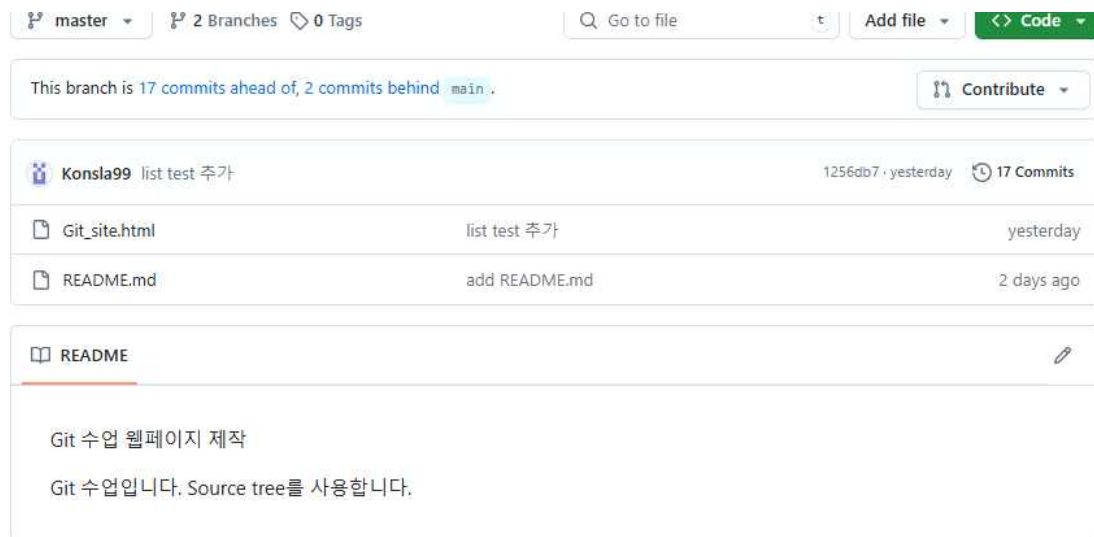 master 2 Branches 0 Tags Go to file t Add file <> Code
This branch is 17 commits ahead of, 2 commits behind main .
Contribute
Konsla99 list test 추가 1256db7 · yesterday 17 Commits
Git_site.html list test 추가 yesterday
README.md add README.md 2 days ago
README
Git 수업 웹페이지 제작
Git 수업입니다. Source tree를 사용합니다.